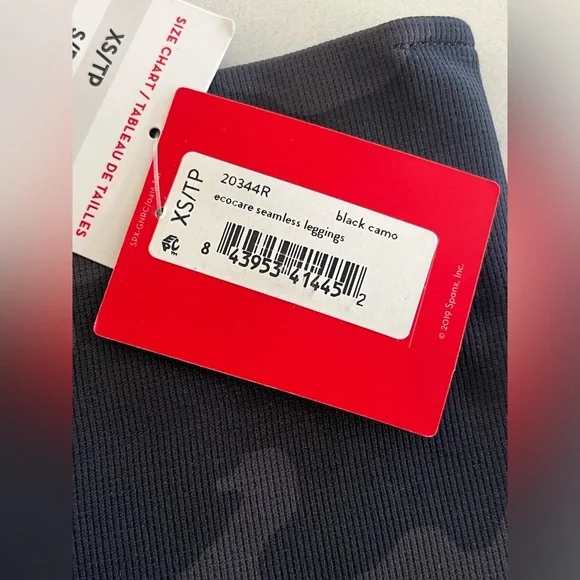 XS/TP
SIZE CHART / TABLEAU DE TAILLES
XS/TP
20344R
ecocare seamless leggings
black camo
8 43953 41445 2
© 2019 Spanx, Inc.